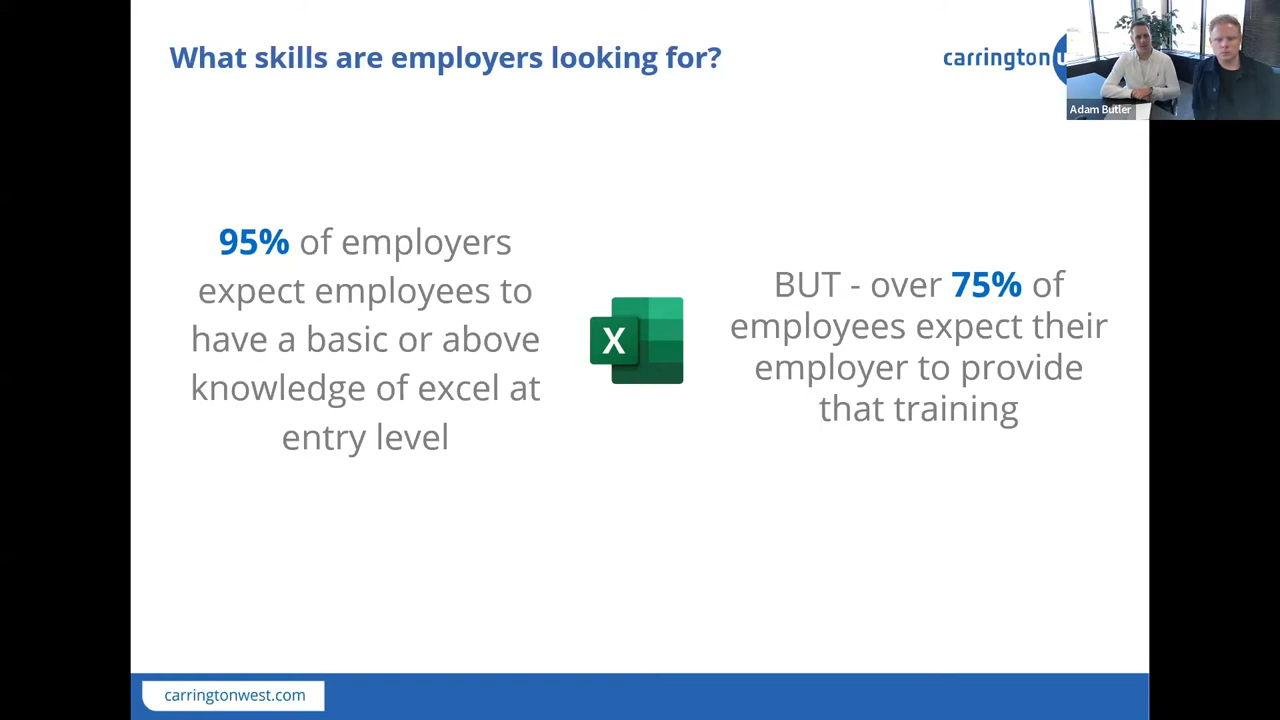 What skills are employers looking for?
carrington
Adam Butler
95% of employers
expect employees to
have a basic or above
knowledge of excel at
entry level
X
BUT - over 75% of
employees expect their
employer to provide
that training
carringtonwest.com